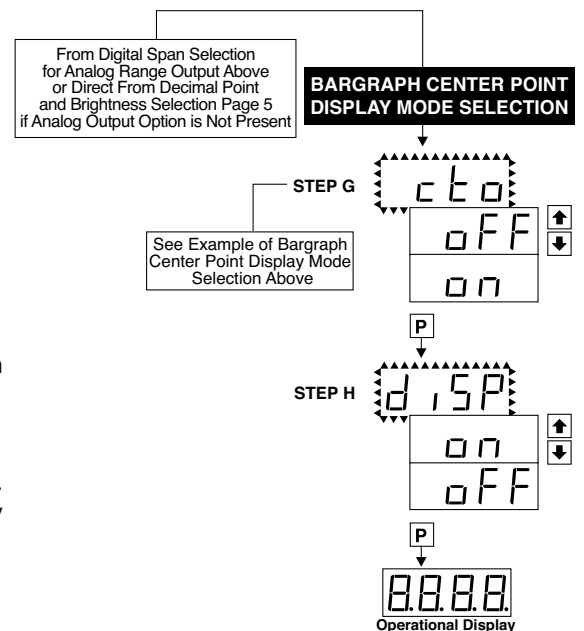 From Digital Span Selection
for Analog Range Output Above
or Direct From Decimal Point
and Brightness Selection Page 5
if Analog Output Option is Not Present
BARGRAPH CENTER POINT
DISPLAY MODE SELECTION
STEP G
cto
oFF
on
See Example of Bargraph
Center Point Display Mode
Selection Above
P
STEP H
diSP
on
oFF
P
8.8.8.8.
Operational Display